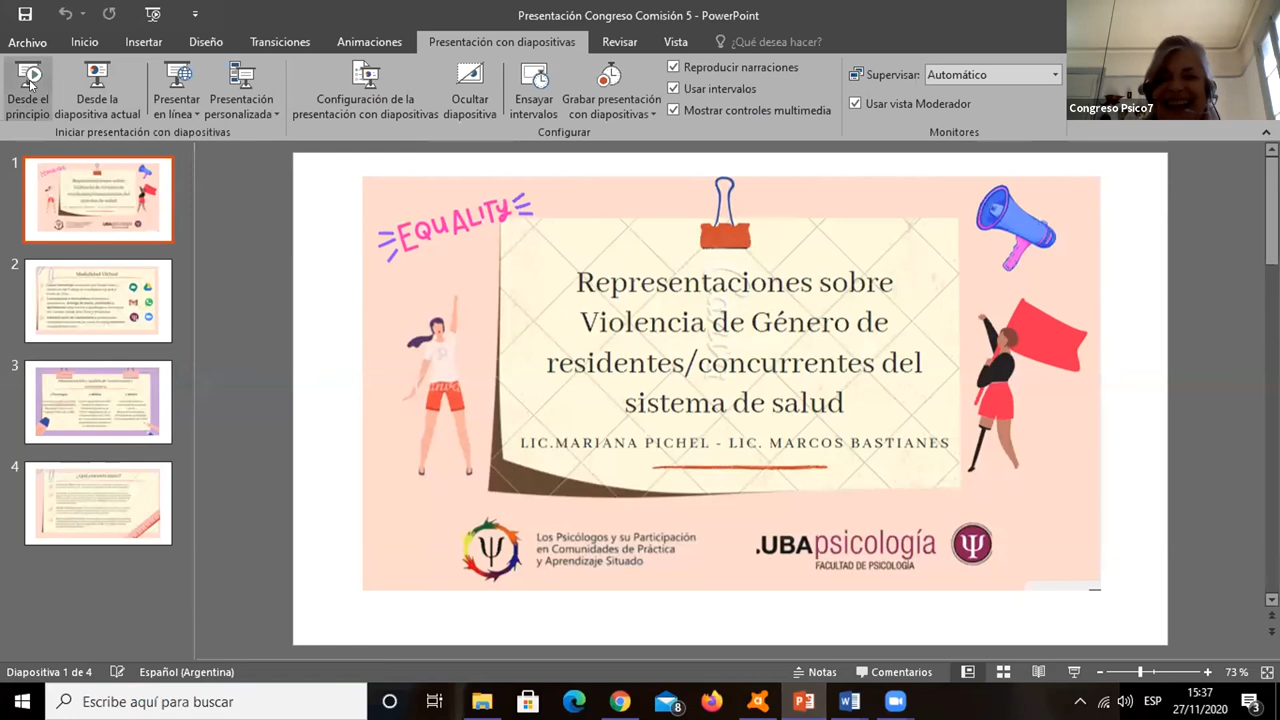 Presentación Congreso Comisión 5 - PowerPoint
Archivo Inicio Insertar Diseño Transiciones Animaciones Presentación con diapositivas Revisar Vista ¿Qué desea hacer?
Desde el principio
Desde la diapositiva actual
Presentar en línea
Presentación personalizada
Configuración de la presentación con diapositivas
Ocultar diapositiva
Ensayar intervalos
Grabar presentación con diapositivas
Reproducir narraciones
Usar intervalos
Mostrar controles multimedia
Supervisar: Automático
Usar vista Moderador
Iniciar presentación con diapositivas
Configurar
Monitores
Congreso Psico7
1
2
3
4
EQUALITY
Representaciones sobre
Violencia de Género de
residentes/concurrentes del
sistema de salud
LIC.MARIANA PICHEL - LIC. MARCOS BASTIANES
Los Psicólogos y su Participación
en Comunidades de Práctica
y Aprendizaje Situado
.UBApsicología
FACULTAD DE PSICOLOGÍA
Diapositiva 1 de 4 Español (Argentina) Notas Comentarios 73 %
Escribe aquí para buscar
8
ESP
15:37
27/11/2020
3